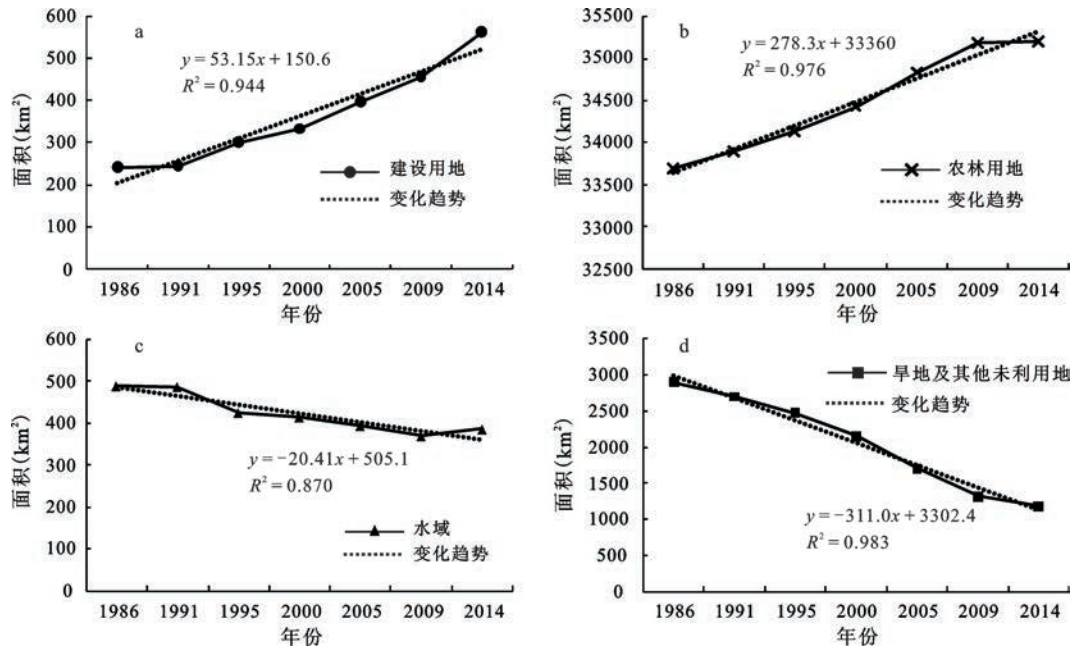 600
500
400
300
200
100
0
面积(km²)
a
y = 53.15x + 150.6
R² = 0.944
建设用地
变化趋势
1986 1991 1995 2000 2005 2009 2014
年份
35500
35000
34500
34000
33500
33000
32500
面积(km²)
b
y = 278.3x + 33360
R² = 0.976
农林用地
变化趋势
1986 1991 1995 2000 2005 2009 2014
年份
600
500
400
300
200
100
0
面积(km²)
c
y = −20.41x + 505.1
R² = 0.870
水域
变化趋势
1986 1991 1995 2000 2005 2009 2014
年份
3500
3000
2500
2000
1500
1000
500
0
面积(km²)
d
旱地及其他未利用地
变化趋势
y = −311.0x + 3302.4
R² = 0.983
1986 1991 1995 2000 2005 2009 2014
年份